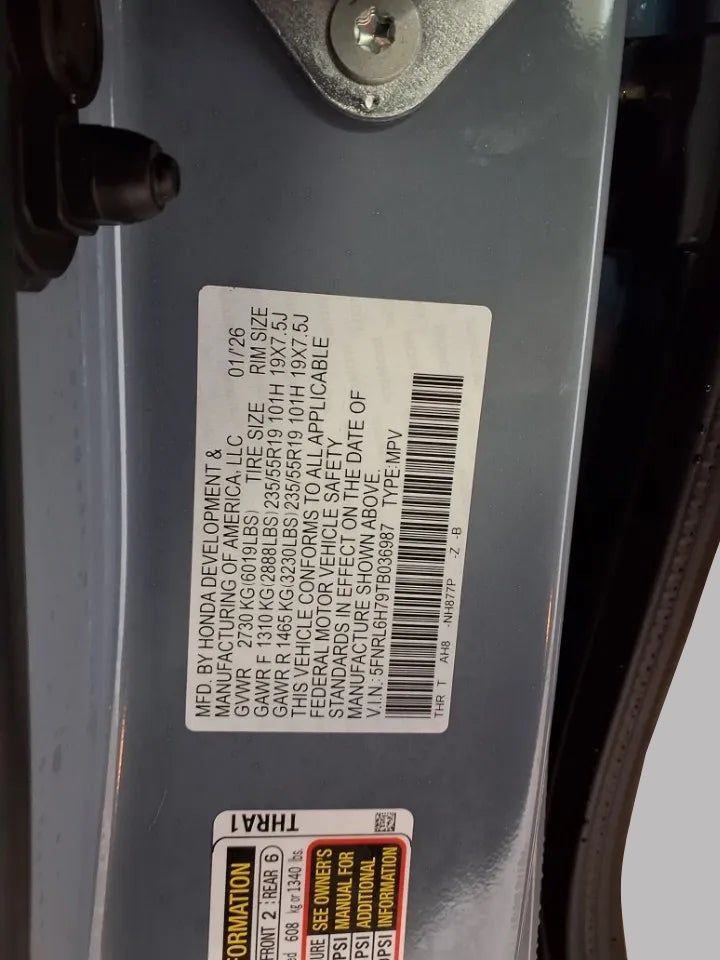 MFD. BY HONDA DEVELOPMENT &
MANUFACTURING OF AMERICA, LLC 01/'26
GVWR 2730 KG(6019LBS) TIRE SIZE RIM SIZE
GAWR F 1310 KG(2888LBS)235/55R19 101H 19X7.5J
GAWR R 1465 KG(3230LBS)235/55R19 101H 19X7.5J
THIS VEHICLE CONFORMS TO ALL APPLICABLE
FEDERAL MOTOR VEHICLE SAFETY
STANDARDS IN EFFECT ON THE DATE OF
MANUFACTURE SHOWN ABOVE.
V.I.N.:5FNRL6H79TB036987 TYPE:MPV
THR T AH8 -NH877P -Z -B
THRA1
FRONT 2 : REAR 6
608 kg or 1340 lbs.
SEE OWNER'S
MANUAL FOR
ADDITIONAL
INFORMATION
PSI
PSI